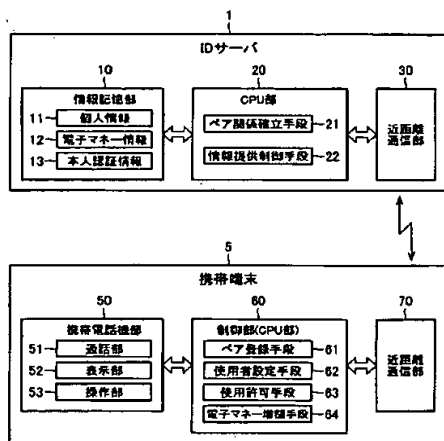 1
IDサーバ
10
情報記憶部
11
個人情報
12
電子マネー情報
13
本人認証情報
20
CPU部
ペア関係確立手段
21
情報提供制御手段
22
30
近距離
通信部
5
携帯端末
50
携帯電話機部
51
通話部
52
表示部
53
操作部
60
制御部(CPU部)
ペア登録手段
61
使用者設定手段
62
使用許可手段
63
電子マネー増額手段
64
70
近距離
通信部